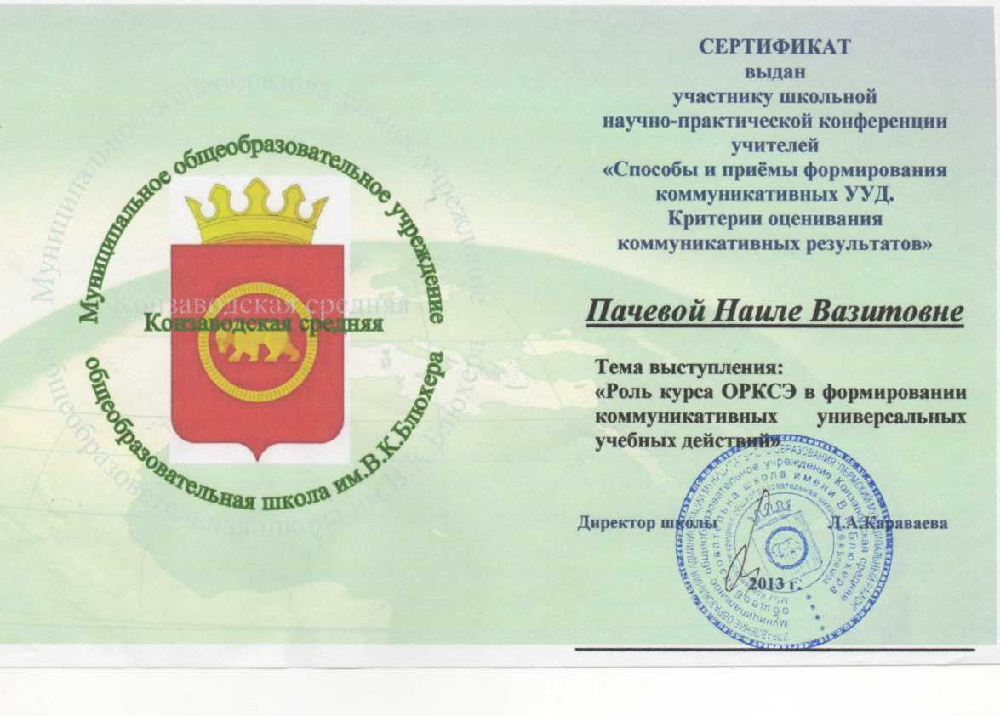 Муниципальное общеобразовательное учреждение
Конзаводская средняя
общеобразовательная школа им.В.К.Блюхера
СЕРТИФИКАТ
выдан
участнику школьной
научно-практической конференции
учителей
«Способы и приёмы формирования
коммуникативных УУД.
Критерии оценивания
коммуникативных результатов»
Пачевой Наиле Вазитовне
Тема выступления:
«Роль курса ОРКСЭ в формировании
коммуникативных универсальных
учебных действий»
Директор школы Л.А.Караваева
2013 г.